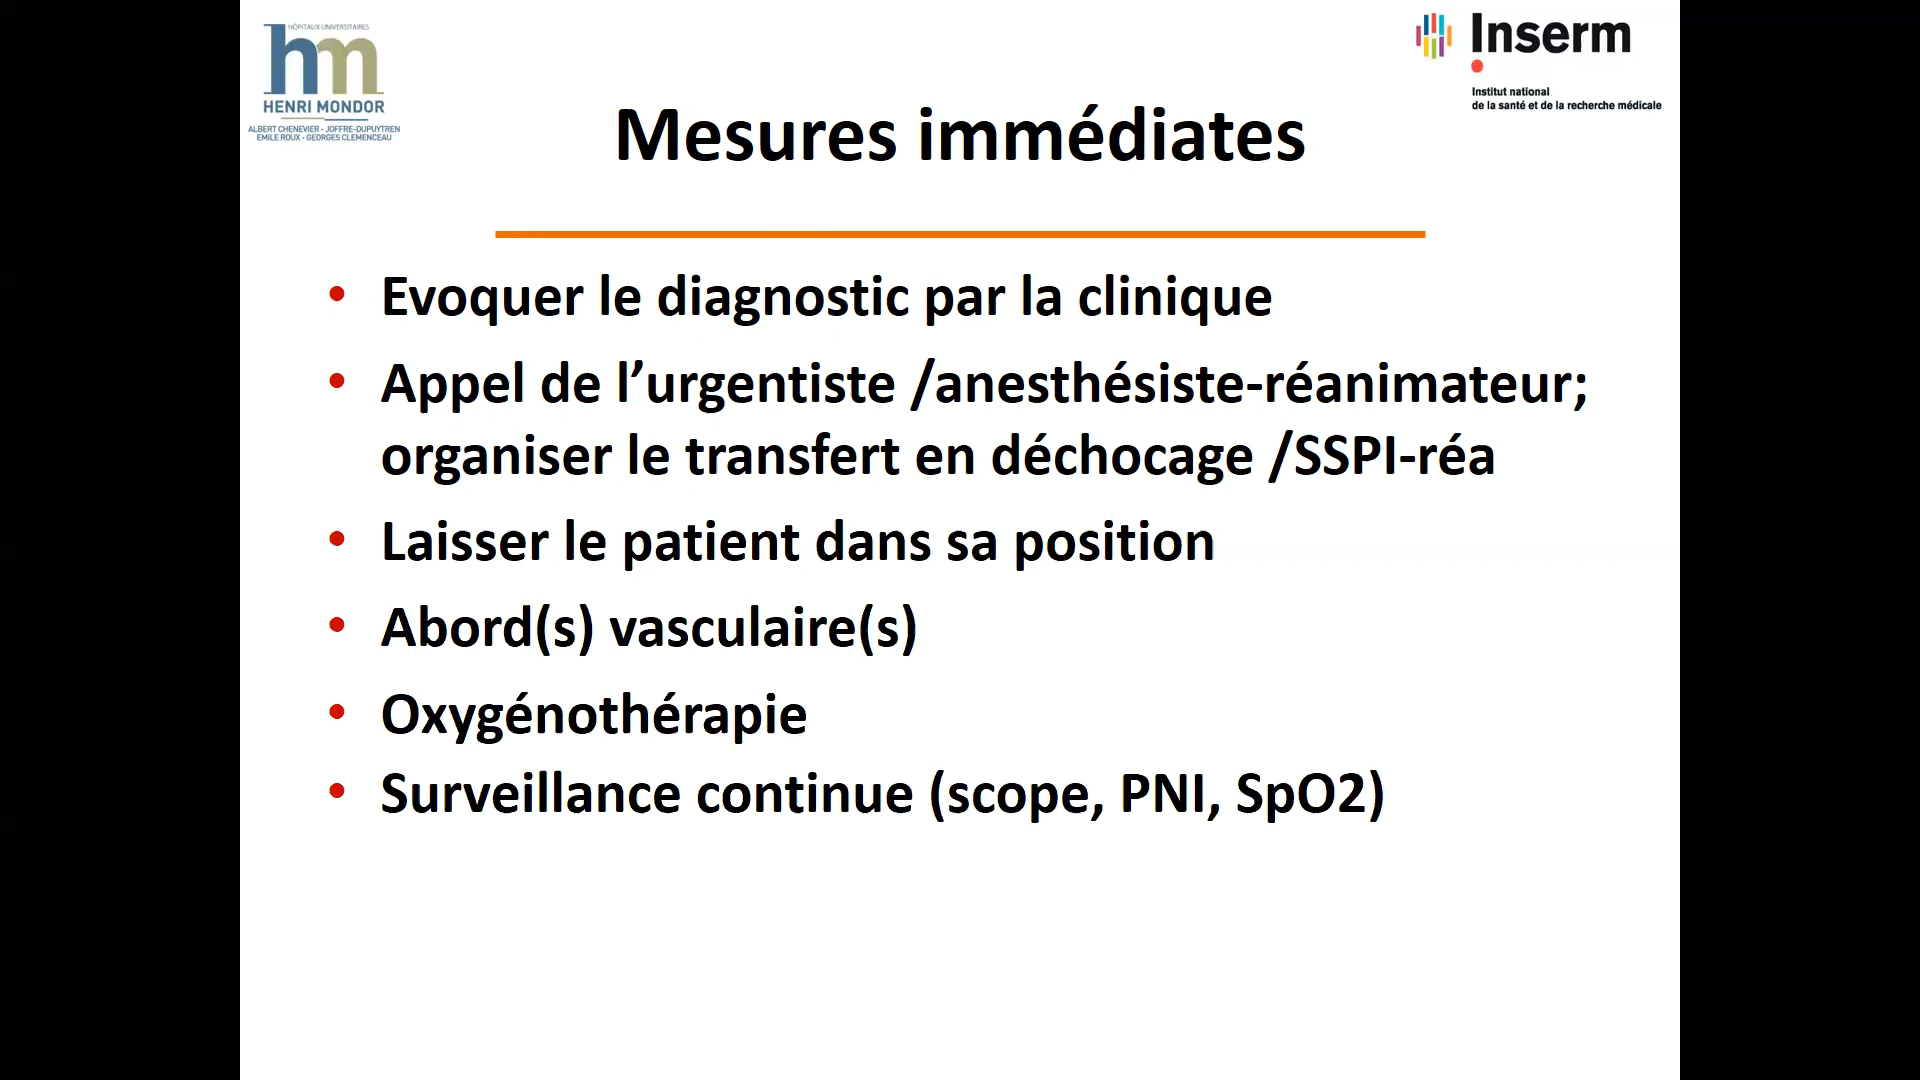 HÔPITAUX UNIVERSITAIRES
hm
HENRI MONDOR
ALBERT CHENEVIER - JOFFRE-DUPUYTREN
EMILE ROUX - GEORGES CLEMENCEAU
Inserm
Institut national
de la santé et de la recherche médicale
Mesures immédiates
• Evoquer le diagnostic par la clinique
• Appel de l’urgentiste /anesthésiste-réanimateur;
organiser le transfert en déchocage /SSPI-réa
• Laisser le patient dans sa position
• Abord(s) vasculaire(s)
• Oxygénothérapie
• Surveillance continue (scope, PNI, SpO2)